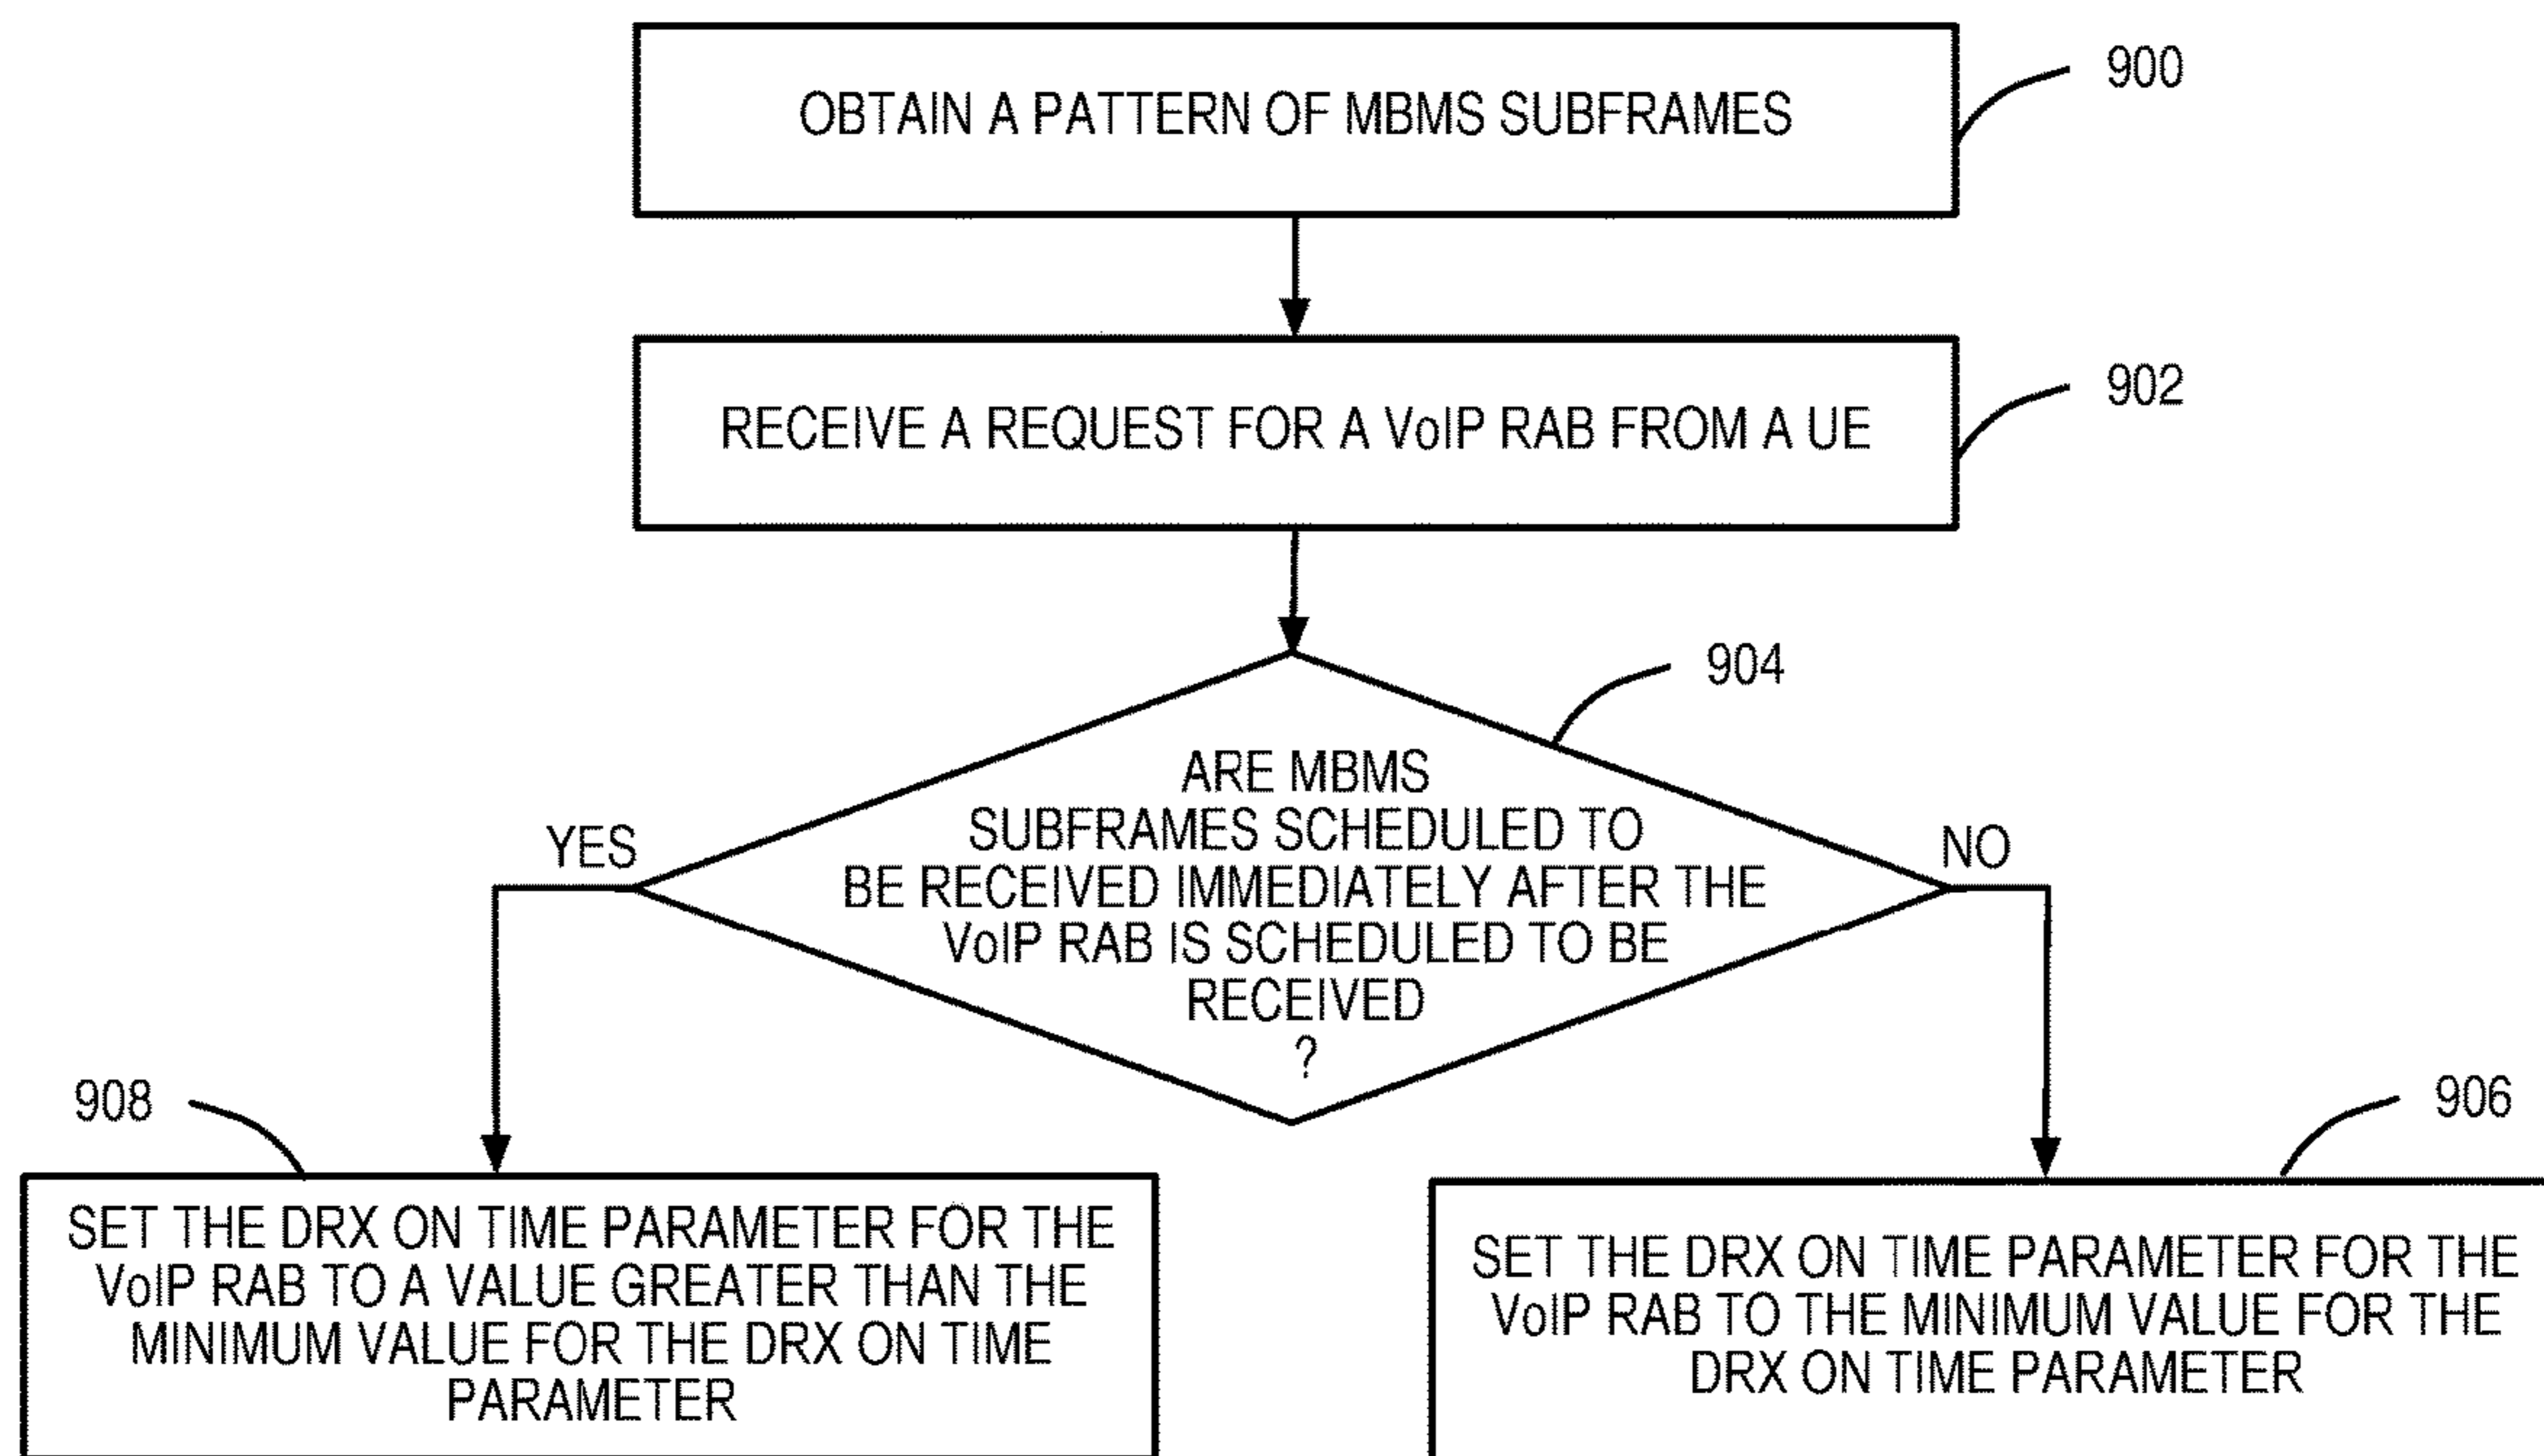 OBTAIN A PATTERN OF MBMS SUBFRAMES
900
RECEIVE A REQUEST FOR A VoIP RAB FROM A UE
902
904
ARE MBMS
SUBFRAMES SCHEDULED TO
BE RECEIVED IMMEDIATELY AFTER THE
VoIP RAB IS SCHEDULED TO BE
RECEIVED
?
YES
NO
908
SET THE DRX ON TIME PARAMETER FOR THE
VoIP RAB TO A VALUE GREATER THAN THE
MINIMUM VALUE FOR THE DRX ON TIME
PARAMETER
906
SET THE DRX ON TIME PARAMETER FOR THE
VoIP RAB TO THE MINIMUM VALUE FOR THE
DRX ON TIME PARAMETER